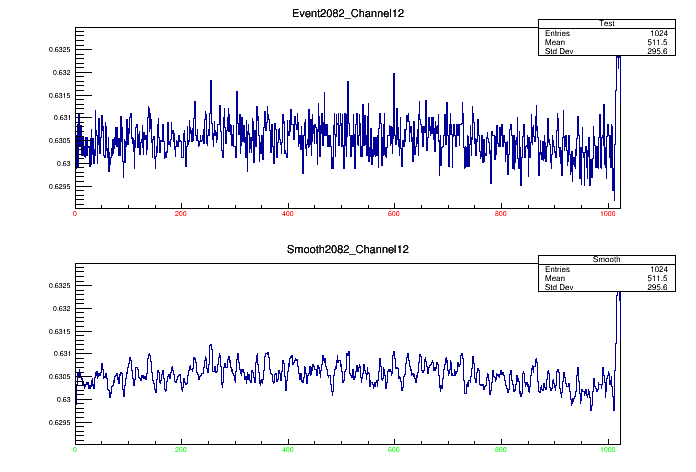 Event2082_Channel12
Test
Entries 1024
Mean 511.5
Std Dev 295.6
0.6325
0.632
0.6315
0.631
0.6305
0.63
0.6295
0 200 400 600 800 1000
Smooth2082_Channel12
Smooth
Entries 1024
Mean 511.5
Std Dev 295.6
0.6325
0.632
0.6315
0.631
0.6305
0.63
0.6295
0 200 400 600 800 1000